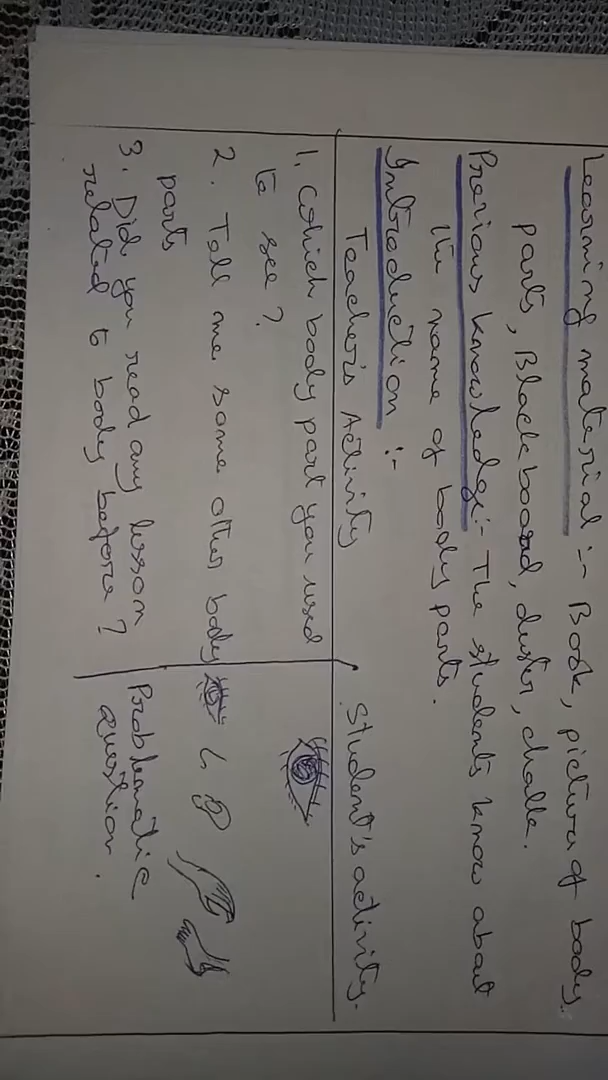 Learning material :- Book, picture of body
parts, Blackboard, duster, chalk.
Previous knowledge:- The students know about
the name of body parts.
Introduction :-
Teacher's Activity
Student's activity.
1. Which body part you used
to see?
2. Tell me some other body
parts
3. Did you read any lesson
related to body before?
Problematic
question.